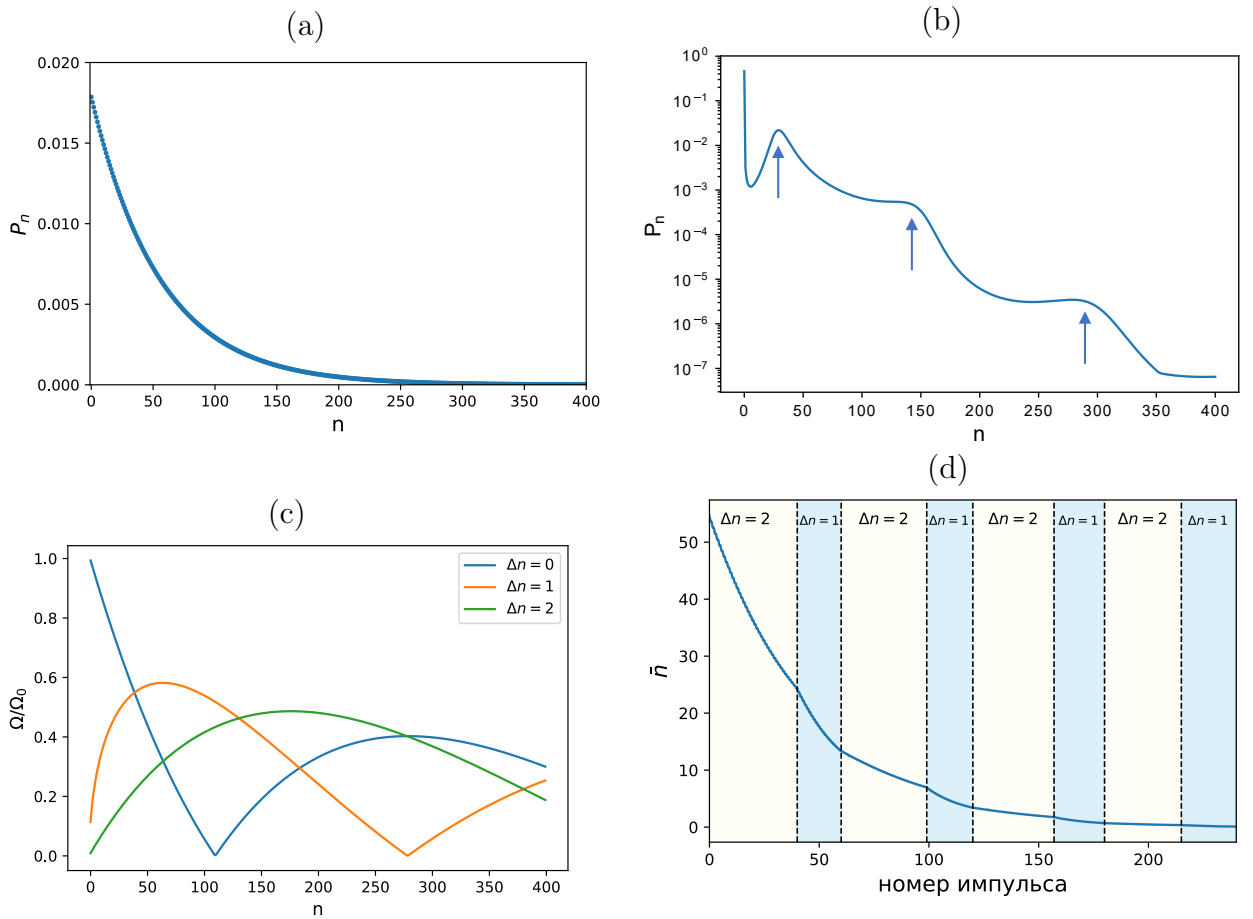 (a)
0.020
0.015
0.010
0.005
0.000
P_n
0 50 100 150 200 250 300 350 400
n
(b)
10^0
10^{-1}
10^{-2}
10^{-3}
10^{-4}
10^{-5}
10^{-6}
10^{-7}
P_n
0 50 100 150 200 250 300 350 400
n
(c)
1.0
0.8
0.6
0.4
0.2
0.0
Ω/Ω_0
Δn = 0
Δn = 1
Δn = 2
0 50 100 150 200 250 300 350 400
n
(d)
Δn = 2 Δn = 1 Δn = 2 Δn = 1 Δn = 2 Δn = 1 Δn = 2 Δn = 1
50
40
30
20
10
0
n̄
0 50 100 150 200
номер импульса